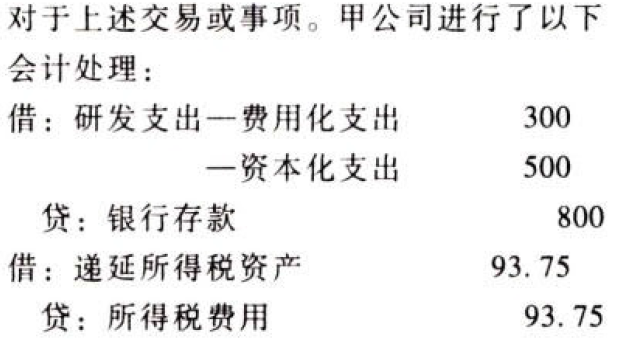 对于上述交易或事项。甲公司进行了以下
会计处理:
借:研发支出—费用化支出 300
—资本化支出 500
贷:银行存款 800
借:递延所得税资产 93.75
贷:所得税费用 93.75